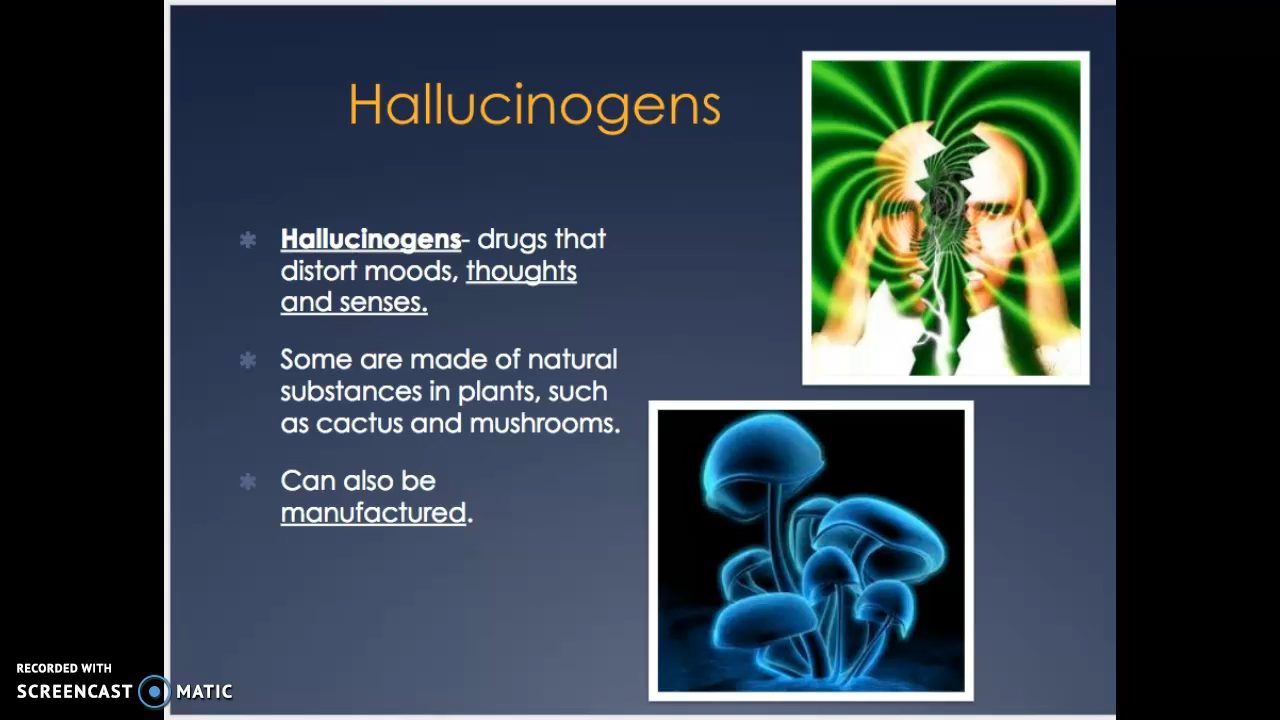 Hallucinogens
Hallucinogens- drugs that
distort moods, thoughts
and senses.
Some are made of natural
substances in plants, such
as cactus and mushrooms.
Can also be
manufactured.
RECORDED WITH
SCREENCAST MATIC